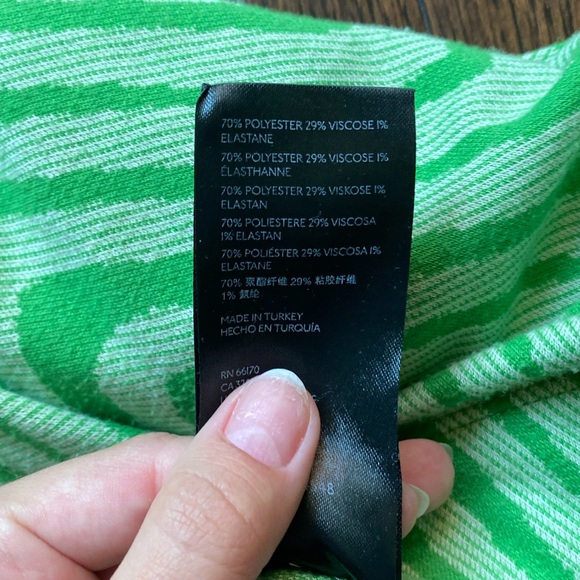 70% POLYESTER 29% VISCOSE 1%
ELASTANE
70% POLYESTER 29% VISCOSE 1%
ÉLASTHANNE
70% POLYESTER 29% VISKOSE 1%
ELASTAN
70% POLIESTERE 29% VISCOSA
1% ELASTAN
70% POLIÉSTER 29% VISCOSA 1%
ELASTANE
70% 聚酯纤维 29% 粘胶纤维
1% 氨纶
MADE IN TURKEY
HECHO EN TURQUÍA
RN 66170
CA